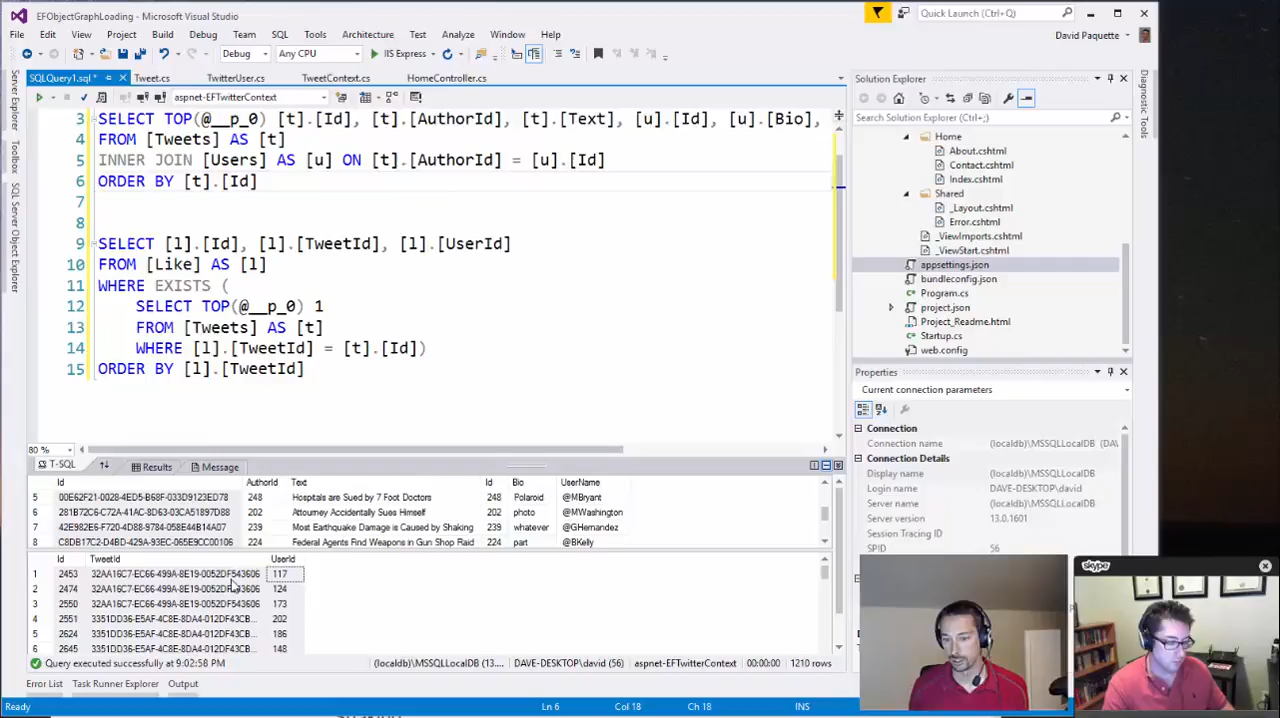 EFObjectGraphLoading - Microsoft Visual Studio
Quick Launch (Ctrl+Q)
File Edit View Project Build Debug Team SQL Tools Architecture Test Analyze Window Help
David Paquette
Debug Any CPU IIS Express
SQLQuery1.sql * Tweet.cs TwitterUser.cs TweetContext.cs HomeController.cs
aspnet-EFTwitterContext
3 SELECT TOP(@__p_0) [t].[Id], [t].[AuthorId], [t].[Text], [u].[Id], [u].[Bio],
4 FROM [Tweets] AS [t]
5 INNER JOIN [Users] AS [u] ON [t].[AuthorId] = [u].[Id]
6 ORDER BY [t].[Id]
7
8
9 SELECT [l].[Id], [l].[TweetId], [l].[UserId]
10 FROM [Like] AS [l]
11 WHERE EXISTS (
12 SELECT TOP(@__p_0) 1
13 FROM [Tweets] AS [t]
14 WHERE [l].[TweetId] = [t].[Id])
15 ORDER BY [l].[TweetId]
80 %
T-SQL Results Message
Id AuthorId Text Id Bio UserName
5 00E62F21-0028-4ED5-B68F-033D9123ED78 248 Hospitals are Sued by 7 Foot Doctors 248 Polaroid @MBryant
6 281B72C6-C72A-41AC-8D63-03CA51897D88 202 Attourney Accidentally Sues Himself 202 photo @MWashington
7 42E982E6-F720-4D88-9784-058E44B14A07 239 Most Earthquake Damage is Caused by Shaking 239 whatever @GHernandez
8 C8DB17C2-D4BD-429A-93EC-065E9CC00106 224 Federal Agents Find Weapons in Gun Shop Raid 224 part @BKelly
Id TweetId UserId
1 2453 32AA16C7-EC66-499A-8E19-0052DF543606 117
2 2474 32AA16C7-EC66-499A-8E19-0052DF543606 124
3 2550 32AA16C7-EC66-499A-8E19-0052DF543606 173
4 2551 3351DD36-E5AF-4C8E-8DA4-012DF43CB... 202
5 2624 3351DD36-E5AF-4C8E-8DA4-012DF43CB... 186
6 2648 3351DD36-E5AF-4C8E-8DA4-012DF43CB... 148
Query executed successfully at 9:02:58 PM (localdb)\MSSQLLocalDB (13.... DAVE-DESKTOP\david (56) aspnet-EFTwitterContext 00:00:00 1210 rows
Error List Task Runner Explorer Output
Ready Ln 6 Col 18 Ch 18 INS
Server Explorer
Toolbox
SQL Server Object Explorer
Solution Explorer
Search Solution Explorer (Ctrl+;)
Home
About.cshtml
Contact.cshtml
Index.cshtml
Shared
_Layout.cshtml
Error.cshtml
_ViewImports.cshtml
_ViewStart.cshtml
appsettings.json
bundleconfig.json
Program.cs
project.json
Project_Readme.html
Startup.cs
web.config
Properties
Current connection parameters
Connection
Connection name (localdb)\MSSQLLocalDB (DA
Connection Details
Display name (localdb)\MSSQLLocalDB
Login name DAVE-DESKTOP\david
Server name (localdb)\MSSQLLocalDB
Server version 13.0.1601
Session Tracing ID
SPID 56
Diagnostic Tools
skype